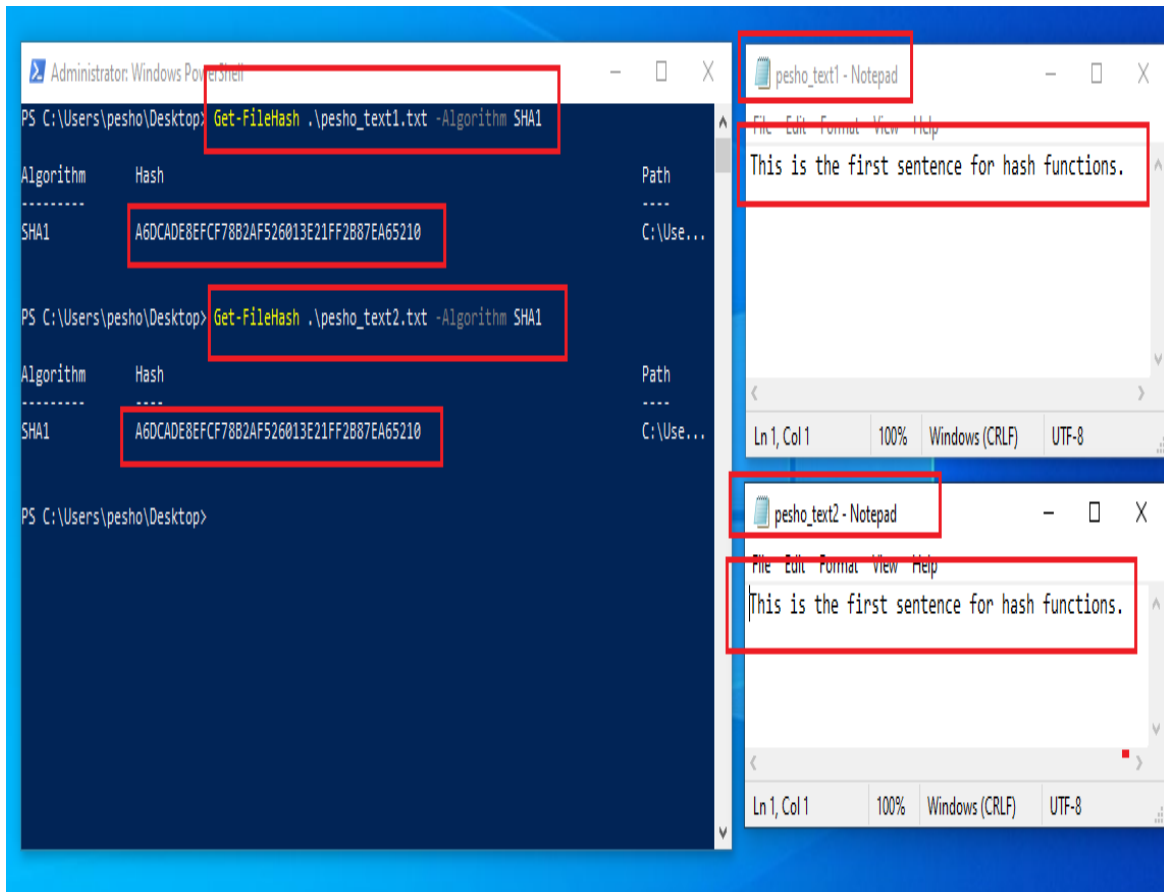 Administrator: Windows PowerShell
PS C:\Users\pesho\Desktop> Get-FileHash .\pesho_text1.txt -Algorithm SHA1
Algorithm Hash Path
--------- ----
SHA1 A6DCADE8EFCF78B2AF526013E21FF2B87EA65210 C:\Use...
PS C:\Users\pesho\Desktop> Get-FileHash .\pesho_text2.txt -Algorithm SHA1
Algorithm Hash Path
--------- ---- ----
SHA1 A6DCADE8EFCF78B2AF526013E21FF2B87EA65210 C:\Use...
PS C:\Users\pesho\Desktop>
pesho_text1 - Notepad
File Edit Format View Help
This is the first sentence for hash functions.
Ln 1, Col 1 100% Windows (CRLF) UTF-8
pesho_text2 - Notepad
File Edit Format View Help
This is the first sentence for hash functions.
Ln 1, Col 1 100% Windows (CRLF) UTF-8